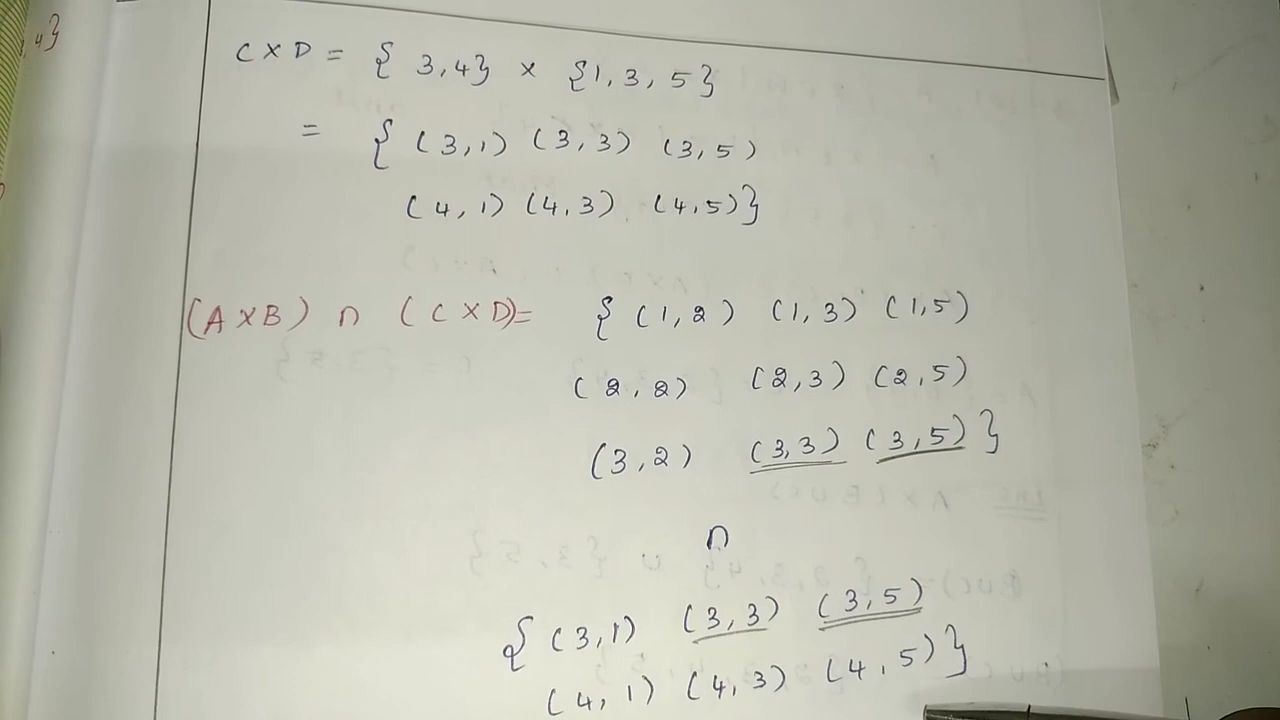 , 4}
C X D = { 3, 4} x {1, 3, 5}
= { (3, 1) (3, 3) (3, 5)
(4, 1) (4, 3) (4, 5)}
(A X B) ∩ (C X D) = { (1, 2) (1, 3) (1, 5)
(2, 2) (2, 3) (2, 5)
(3, 2) (3, 3) (3, 5) }
∩
{ (3, 1) (3, 3) (3, 5)
(4, 1) (4, 3) (4, 5) }